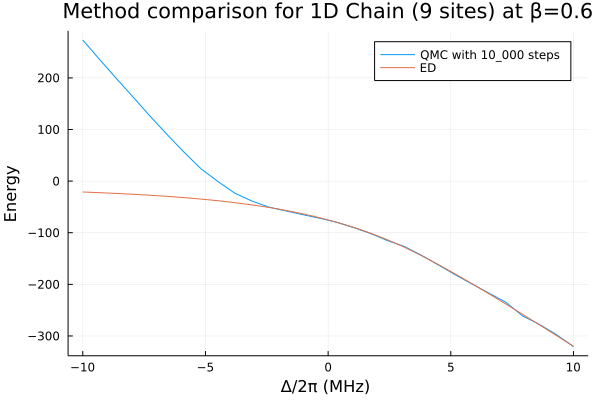 Method comparison for 1D Chain (9 sites) at β=0.6
QMC with 10_000 steps
ED
Energy
200
100
0
−100
−200
−300
−10
−5
0
5
10
Δ/2π (MHz)